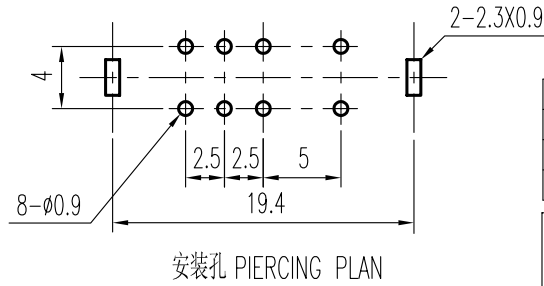 2-2.3X0.9
4
2.5 2.5 5
8-ø0.9
19.4
安装孔 PIERCING PLAN